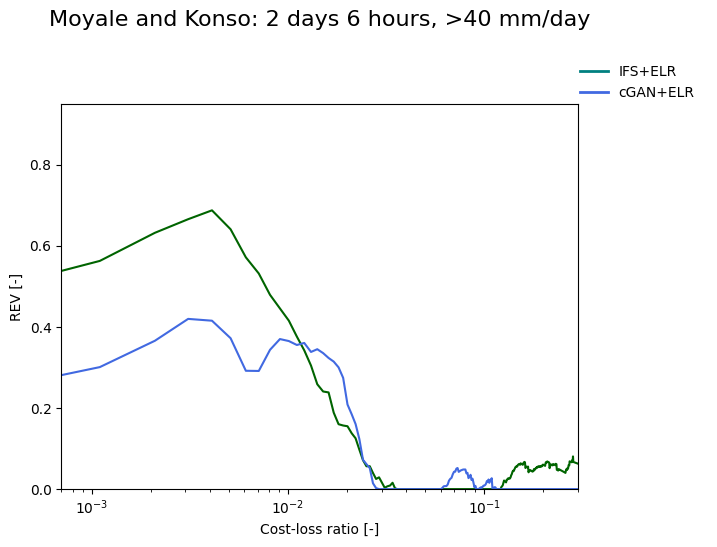 Moyale and Konso: 2 days 6 hours, >40 mm/day
IFS+ELR
cGAN+ELR
0.8
0.6
REV [-]
0.4
0.2
0.0
10⁻³
10⁻²
10⁻¹
Cost-loss ratio [-]